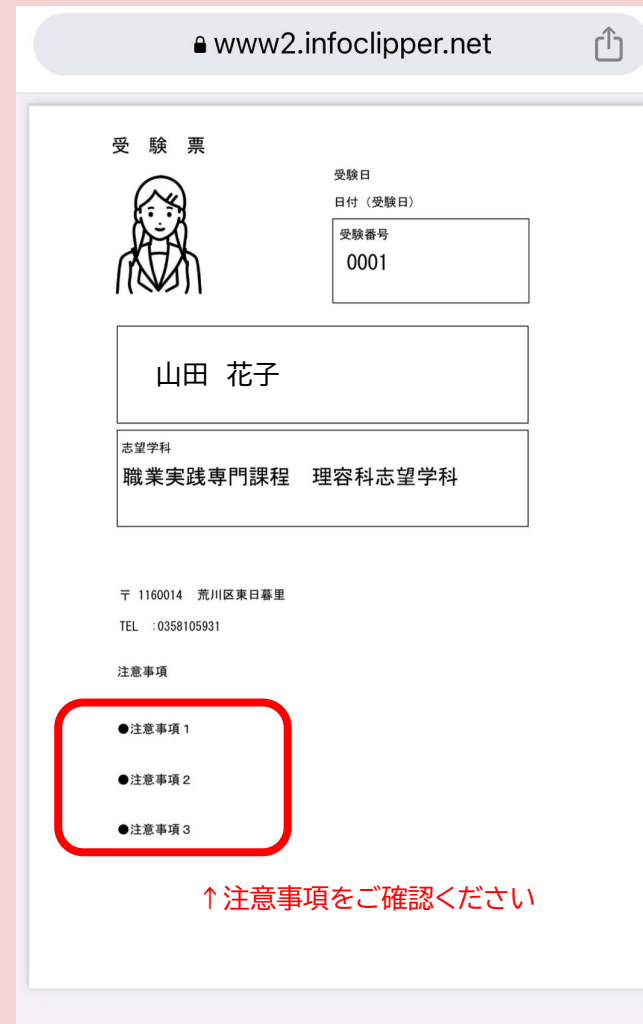 www2.infoclipper.net
受 験 票
受験日
日付（受験日）
受験番号
0001
山田 花子
志望学科
職業実践専門課程　理容科志望学科
〒 1160014　荒川区東日暮里
TEL ：0358105931
注意事項
●注意事項１
●注意事項２
●注意事項３
↑注意事項をご確認ください